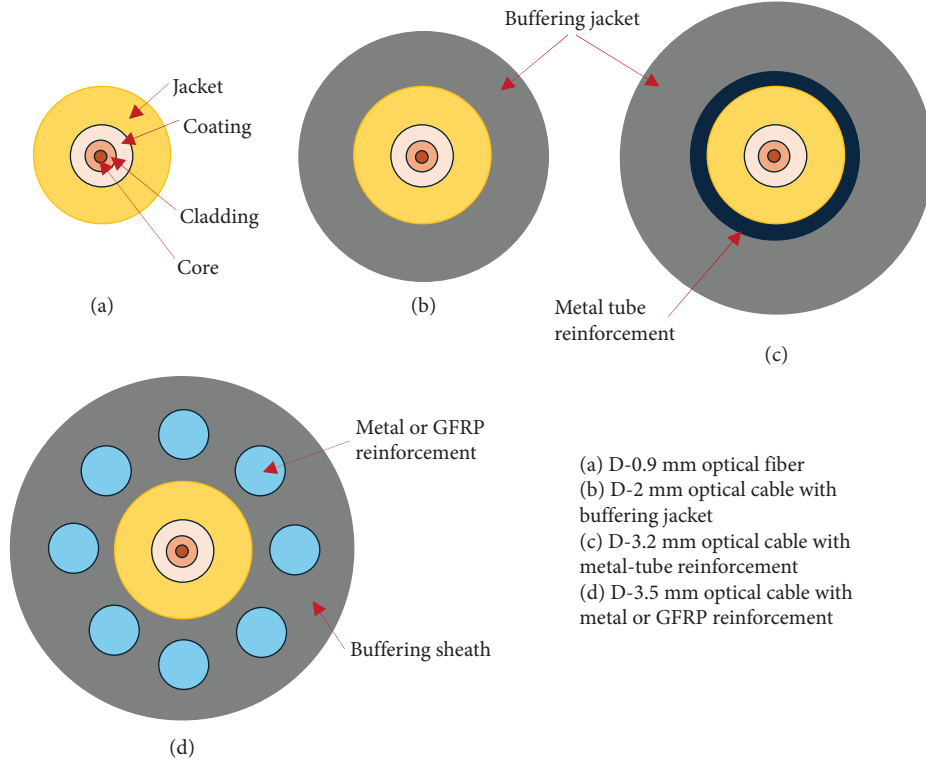 Buffering jacket
Jacket
Coating
Cladding
Core
(a)
(b)
Metal tube
reinforcement
(c)
Metal or GFRP
reinforcement
Buffering sheath
(d)
(a) D-0.9 mm optical fiber
(b) D-2 mm optical cable with
buffering jacket
(c) D-3.2 mm optical cable with
metal-tube reinforcement
(d) D-3.5 mm optical cable with
metal or GFRP reinforcement